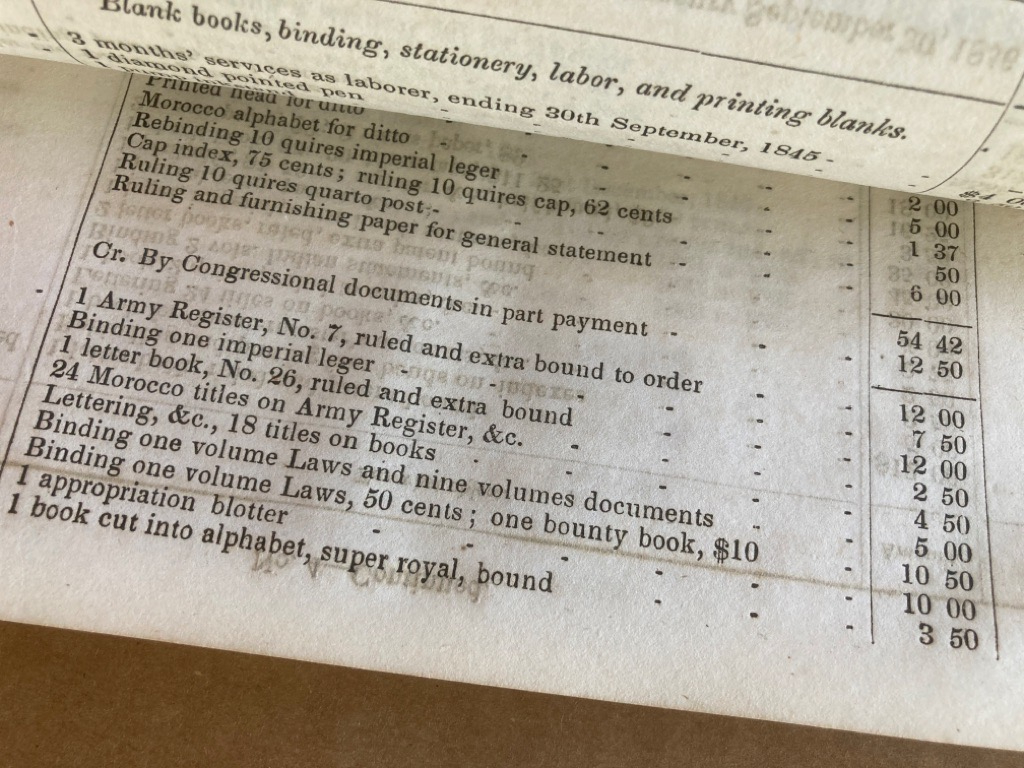 Blank books, binding, stationery, labor, and printing blanks.
3 months' services as laborer, ending 30th September, 1845 -
1 diamond pointed pen
Printed head for ditto
Morocco alphabet for ditto - 2 00
Rebinding 10 quires imperial leger - 5 00
Cap index, 75 cents; ruling 10 quires cap, 62 cents - 1 37
Ruling 10 quires quarto post - 50
Ruling and furnishing paper for general statement - 6 00
54 42
Cr. By Congressional documents in part payment - 12 50
1 Army Register, No. 7, ruled and extra bound to order - 12 00
Binding one imperial leger - 7 50
1 letter book, No. 26, ruled and extra bound - 12 00
24 Morocco titles on Army Register, &c. - 2 50
Lettering, &c., 18 titles on books - 4 50
Binding one volume Laws and nine volumes documents - 5 00
Binding one volume Laws, 50 cents; one bounty book, $10 - 10 50
1 appropriation blotter - 10 00
1 book cut into alphabet, super royal, bound - 3 50